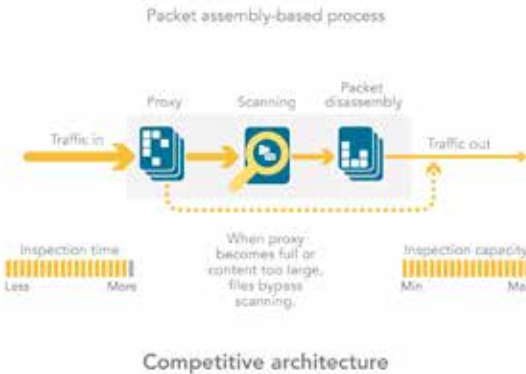 Packet assembly-based process
Packet
disassembly
Proxy
Scanning
Traffic in
Traffic out
When proxy
becomes full or
content too large,
files bypass
scanning.
Inspection time
Less
More
Inspection capacity
Min
Ma
Competitive architecture